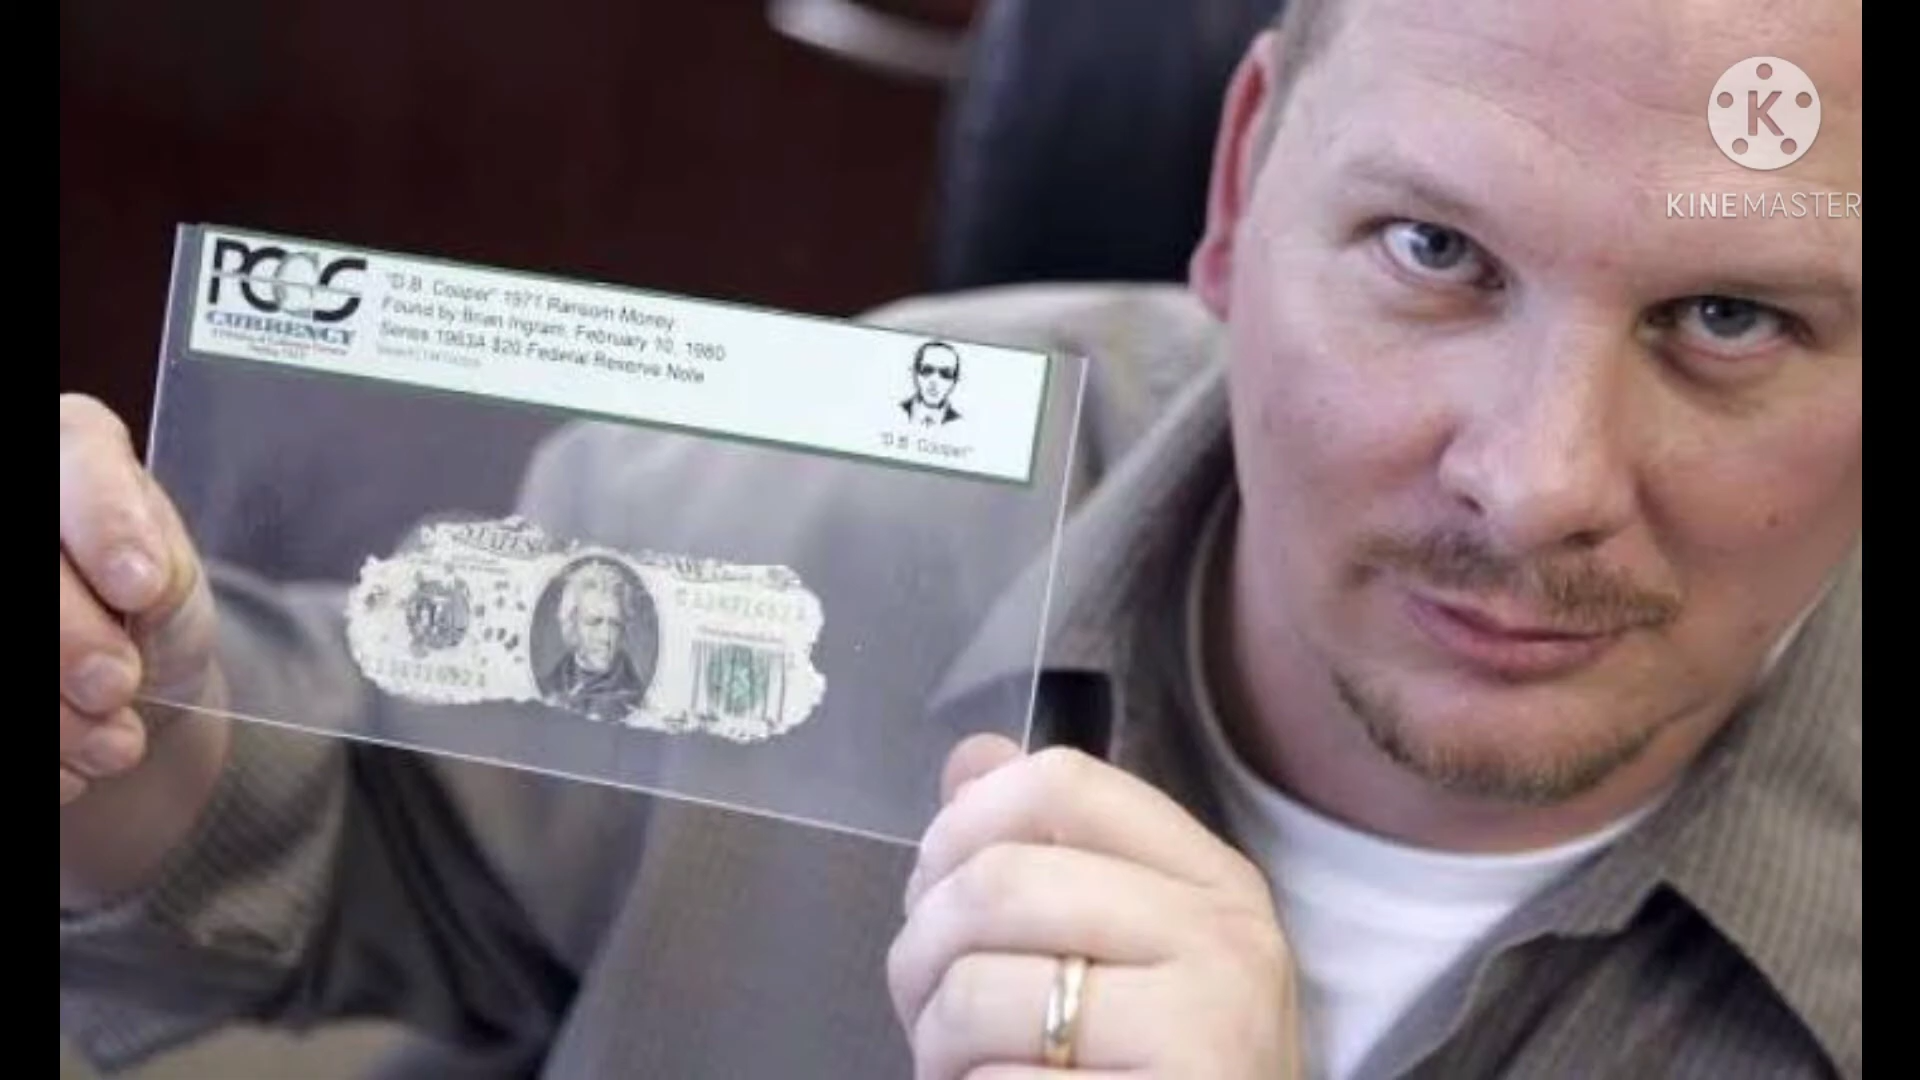 PCGS
CURRENCY
"D.B. Cooper" 1971 Ransom Money
Found by Brian Ingram, February 10, 1980
Series 1963A $20 Federal Reserve Note
"D.B. Cooper"
STATES
K
KINEMASTER